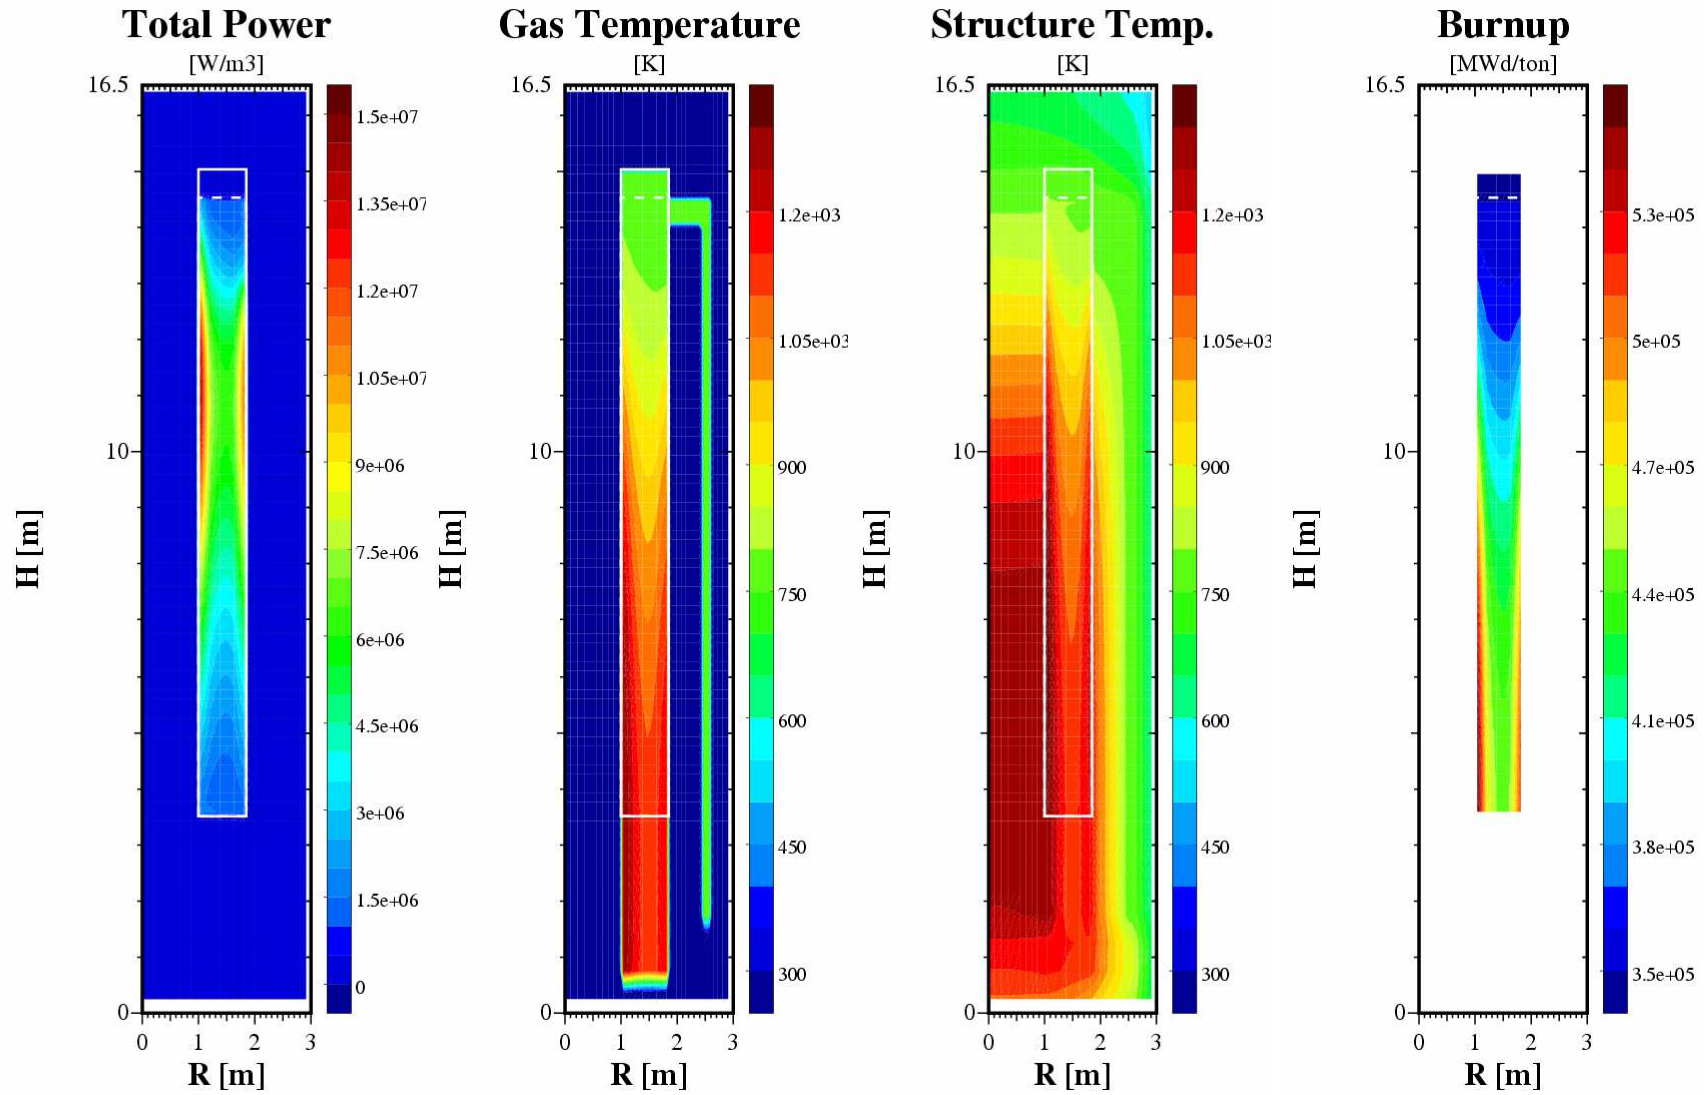 Total Power
[W/m3]
16.5
10
0
H [m]
0 1 2 3
R [m]
1.5e+07
1.35e+07
1.2e+07
1.05e+07
9e+06
7.5e+06
6e+06
4.5e+06
3e+06
1.5e+06
0
Gas Temperature
[K]
16.5
10
0
H [m]
0 1 2 3
R [m]
1.2e+03
1.05e+03
900
750
600
450
300
Structure Temp.
[K]
16.5
10
0
H [m]
0 1 2 3
R [m]
1.2e+03
1.05e+03
900
750
600
450
300
Burnup
[MWd/ton]
16.5
10
0
H [m]
0 1 2 3
R [m]
5.3e+05
5e+05
4.7e+05
4.4e+05
4.1e+05
3.8e+05
3.5e+05